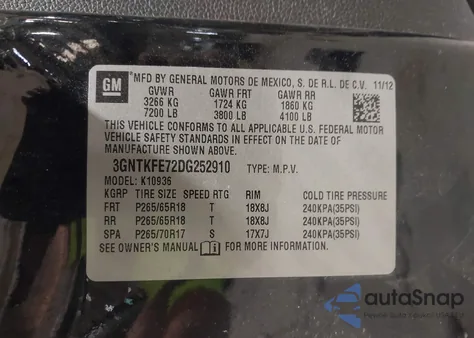 GM
MFD BY GENERAL MOTORS DE MEXICO, S. DE R.L. DE C.V. 11/12
GVWR GAWR FRT GAWR RR
3266 KG 1724 KG 1860 KG
7200 LB 3800 LB 4100 LB
THIS VEHICLE CONFORMS TO ALL APPLICABLE U.S. FEDERAL MOTOR
VEHICLE SAFETY STANDARDS IN EFFECT ON THE DATE OF
MANUFACTURE SHOWN ABOVE.
3GNTKFE72DG252910 TYPE: M.P.V.
MODEL: K10936
KGRP TIRE SIZE SPEED RTG RIM COLD TIRE PRESSURE
FRT P265/65R18 T 18X8J 240KPA(35PSI)
RR P265/65R18 T 18X8J 240KPA(35PSI)
SPA P265/70R17 S 17X7J 240KPA(35PSI)
SEE OWNER'S MANUAL FOR MORE INFORMATION.
autoSnap